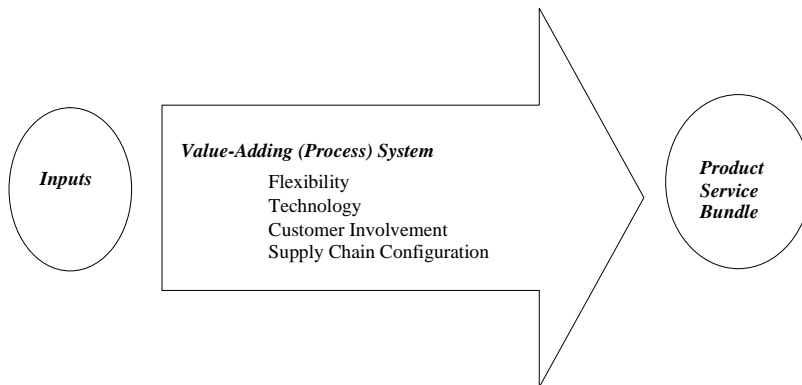 Inputs
Value-Adding (Process) System
Flexibility
Technology
Customer Involvement
Supply Chain Configuration
Product
Service
Bundle